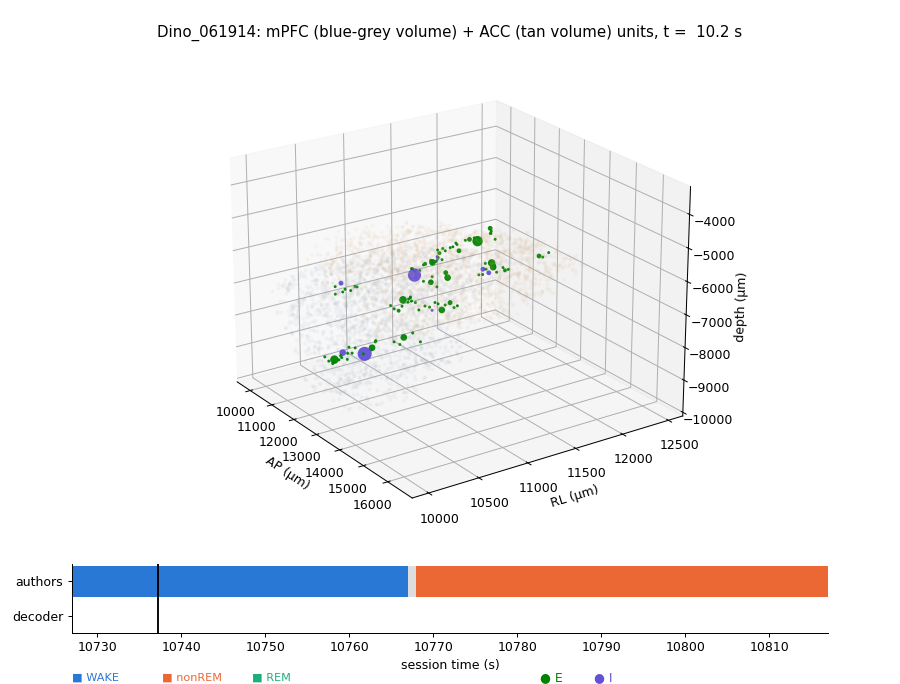 Dino_061914: mPFC (blue-grey volume) + ACC (tan volume) units, t =  10.2 s
−4000
−5000
−6000
−7000
−8000
−9000
−10000
depth (μm)
10000
11000
12000
13000
14000
15000
16000
AP (μm)
10000
10500
11000
11500
12000
12500
RL (μm)
authors
decoder
10730 10740 10750 10760 10770 10780 10790 10800 10810
session time (s)
WAKE nonREM REM E I